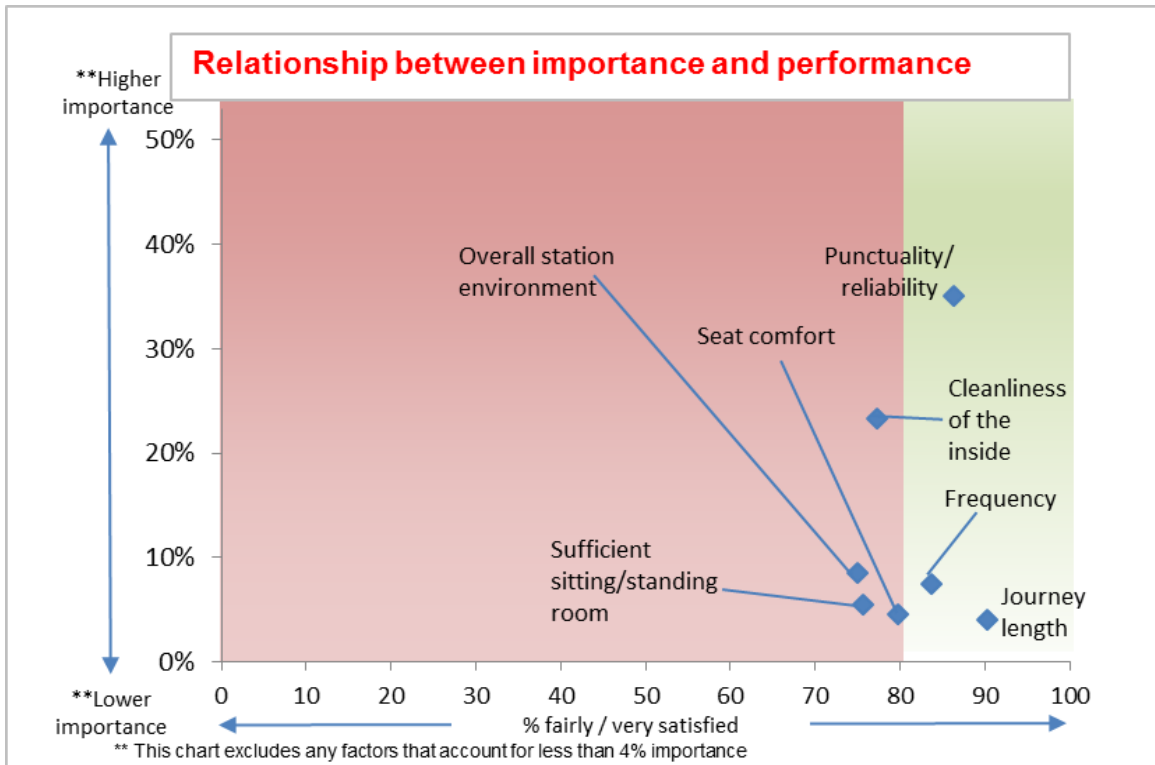 Relationship between importance and performance
**Higher
importance
50%
40%
30%
20%
10%
0%
**Lower
importance
Overall station
environment
Punctuality/
reliability
Seat comfort
Cleanliness
of the
inside
Frequency
Sufficient
sitting/standing
room
Journey
length
0 10 20 30 40 50 60 70 80 90 100
% fairly / very satisfied
** This chart excludes any factors that account for less than 4% importance